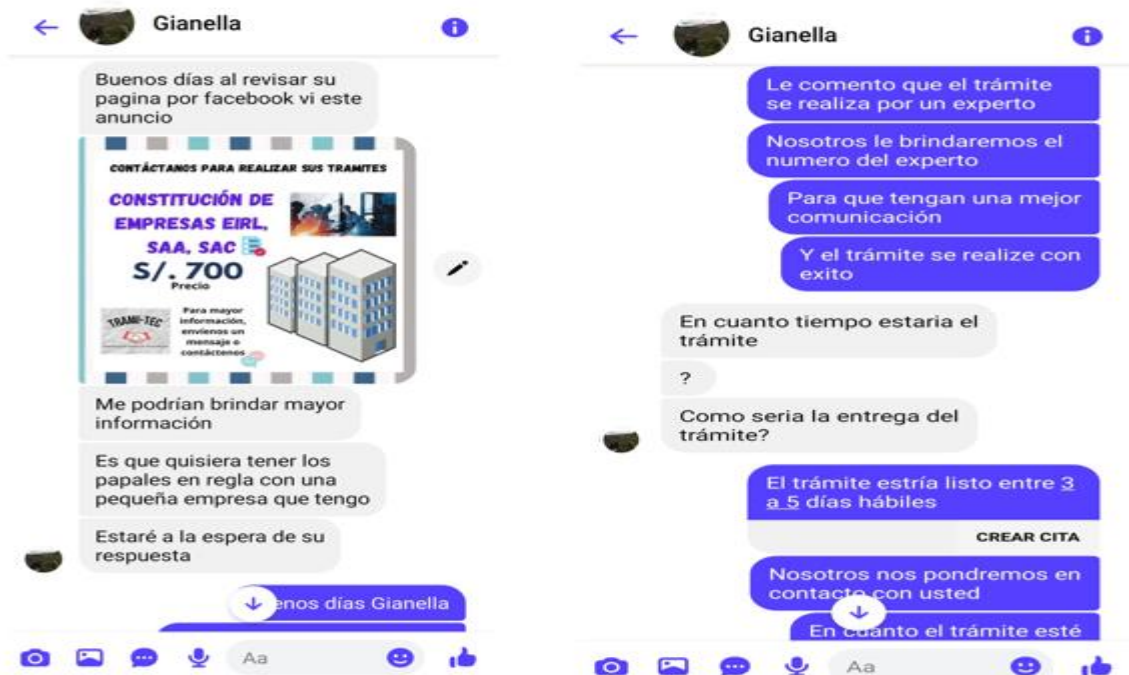 Gianella
Buenos días al revisar su
pagina por facebook vi este
anuncio
CONTÁCTANOS PARA REALIZAR SUS TRAMITES
CONSTITUCIÓN DE
EMPRESAS EIRL,
SAA, SAC
S/. 700
Precio
TRAMI-TEC
Para mayor
información,
envíenos un
mensaje o
contáctenos
Me podrían brindar mayor
información
Es que quisiera tener los
papales en regla con una
pequeña empresa que tengo
Estaré a la espera de su
respuesta
enos días Gianella
Aa
Gianella
Le comento que el trámite
se realiza por un experto
Nosotros le brindaremos el
numero del experto
Para que tengan una mejor
comunicación
Y el trámite se realize con
exito
En cuanto tiempo estaria el
trámite
?
Como seria la entrega del
trámite?
El trámite estría listo entre 3
a 5 días hábiles
CREAR CITA
Nosotros nos pondremos en
contacto con usted
En cuanto el trámite esté
Aa